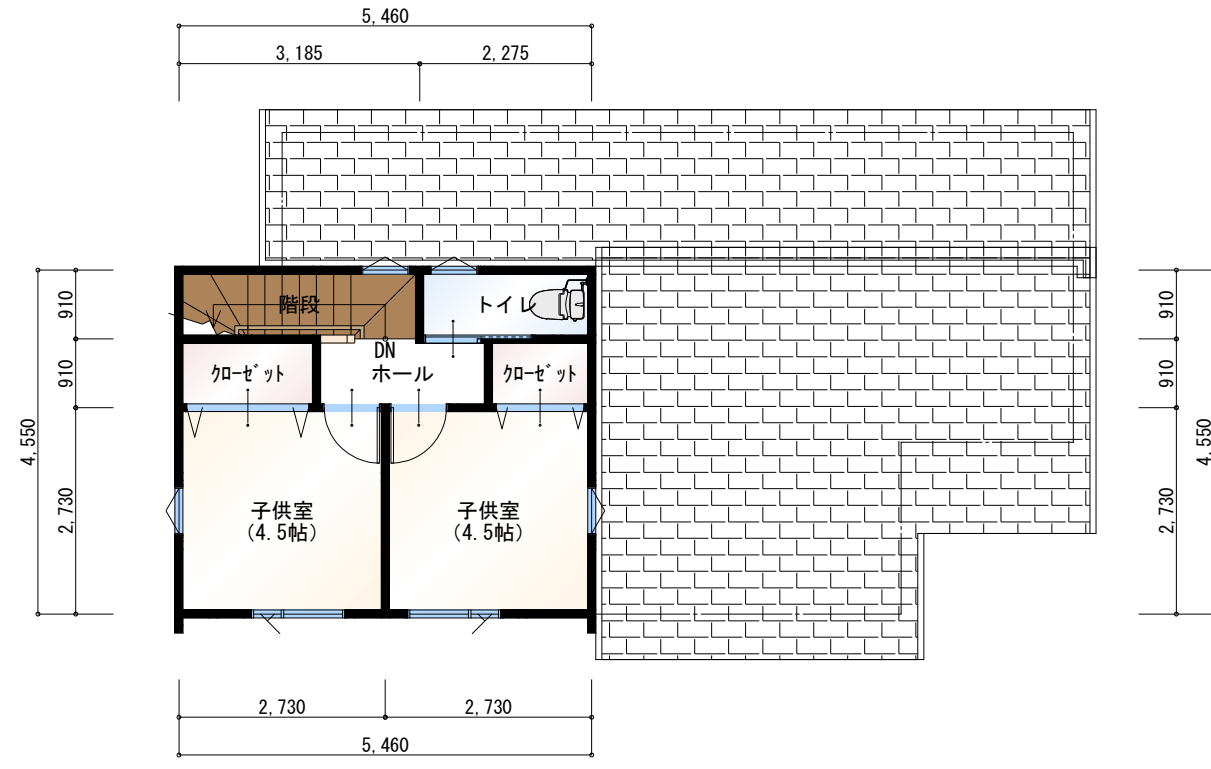 5,460
3,185
2,275
910
910
2,730
4,550
階段
トイレ
DN
ホール
クローゼット
クローゼット
子供室
(4.5帖)
子供室
(4.5帖)
910
910
2,730
4,550
2,730
2,730
5,460